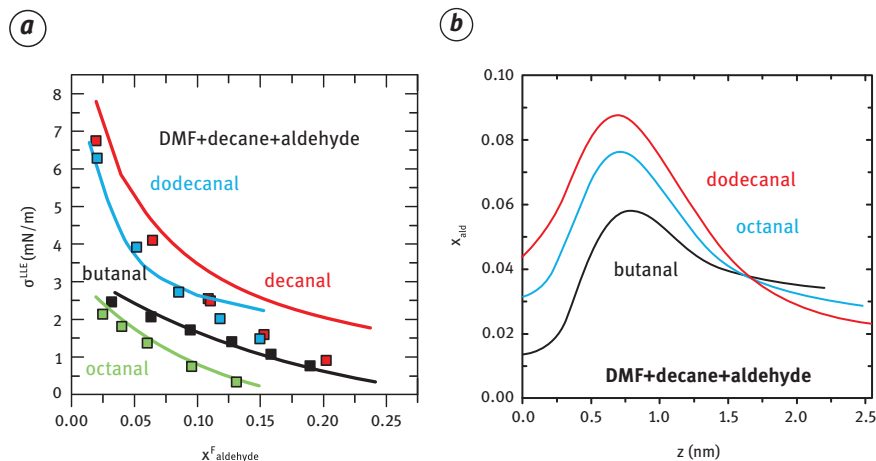 a
8
7
6
5
4
3
2
1
0
σᴸᴸᴱ (mN/m)
DMF+decane+aldehyde
dodecanal
butanal
decanal
octanal
0.00 0.05 0.10 0.15 0.20 0.25
Xᶠaldehyde
b
0.10
0.08
0.06
0.04
0.02
0.00
x_ald
dodecanal
octanal
butanal
DMF+decane+aldehyde
0.0 0.5 1.0 1.5 2.0 2.5
z (nm)